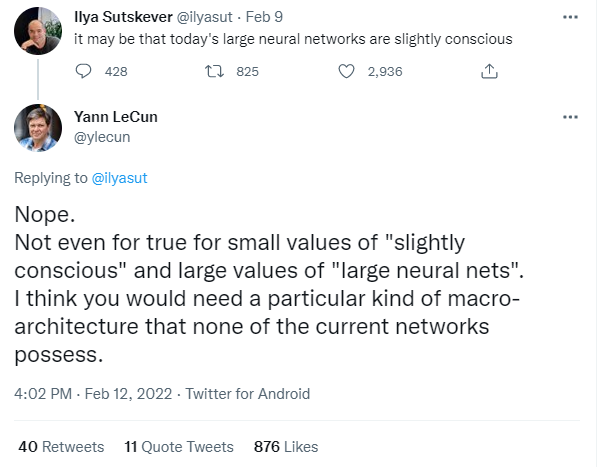 Ilya Sutskever @ilyasut · Feb 9
it may be that today's large neural networks are slightly conscious
428 825 2,936
Yann LeCun
@ylecun
Replying to @ilyasut
Nope.
Not even for true for small values of "slightly
conscious" and large values of "large neural nets".
I think you would need a particular kind of macro-
architecture that none of the current networks
possess.
4:02 PM · Feb 12, 2022 · Twitter for Android
40 Retweets 11 Quote Tweets 876 Likes